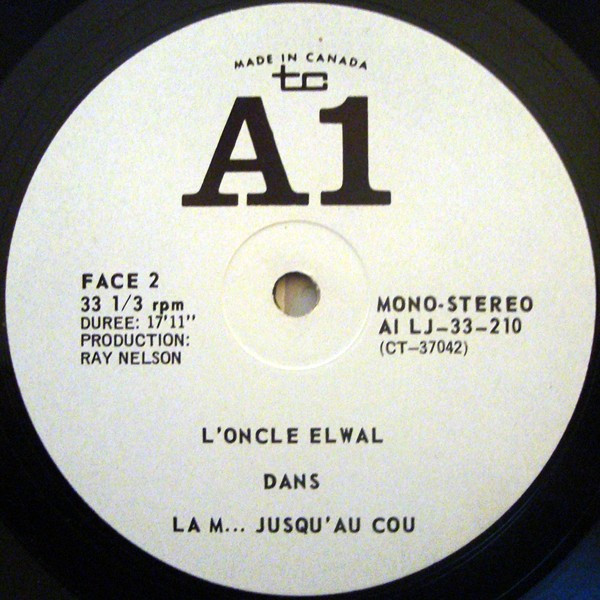 MADE IN CANADA
tc
A1
FACE 2
33 1/3 rpm
DUREE: 17'11"
PRODUCTION:
RAY NELSON
MONO-STEREO
AI LJ-33-210
(CT-37042)
L'ONCLE ELWAL
DANS
LA M... JUSQU'AU COU